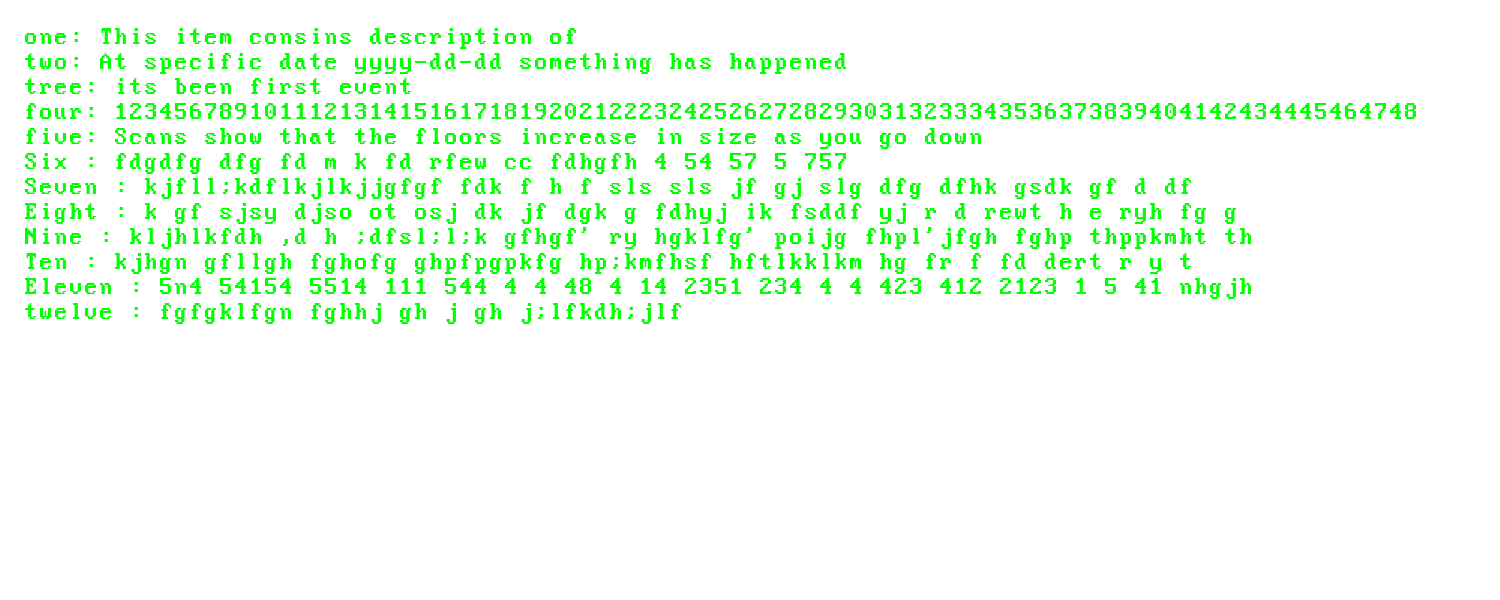 one: This item consins description of
two: At specific date yyyy-dd-dd something has happened
tree: its been first event
four: 123456789101112131415161718192021222324252627282930313233343536373839404142434445464748
five: Scans show that the floors increase in size as you go down
Six : fdgdfg dfg fd m k fd rfew cc fdhgfh 4 54 57 5 757
Seven : kjfll;kdflkjlkjjgfgf fdk f h f sls sls jf gj slg dfg dfhk gsdk gf d df
Eight : k gf sjsy djso ot osj dk jf dgk g fdhyj ik fsddf yj r d rewt h e ryh fg g
Nine : kljhlkfdh ,d h ;dfsl;l;k gfhgf' ry hgklfg' poijg fhpl'jfgh fghp thppkmht th
Ten : kjhgn gfllgh fghofg ghpfpgpkfg hp;kmfhsf hftlkklkm hg fr f fd dert r y t
Eleven : 5n4 54154 5514 111 544 4 4 48 4 14 2351 234 4 4 423 412 2123 1 5 41 nhgjh
twelve : fgfgklfgn fghhj gh j gh j;lfkdh;jlf